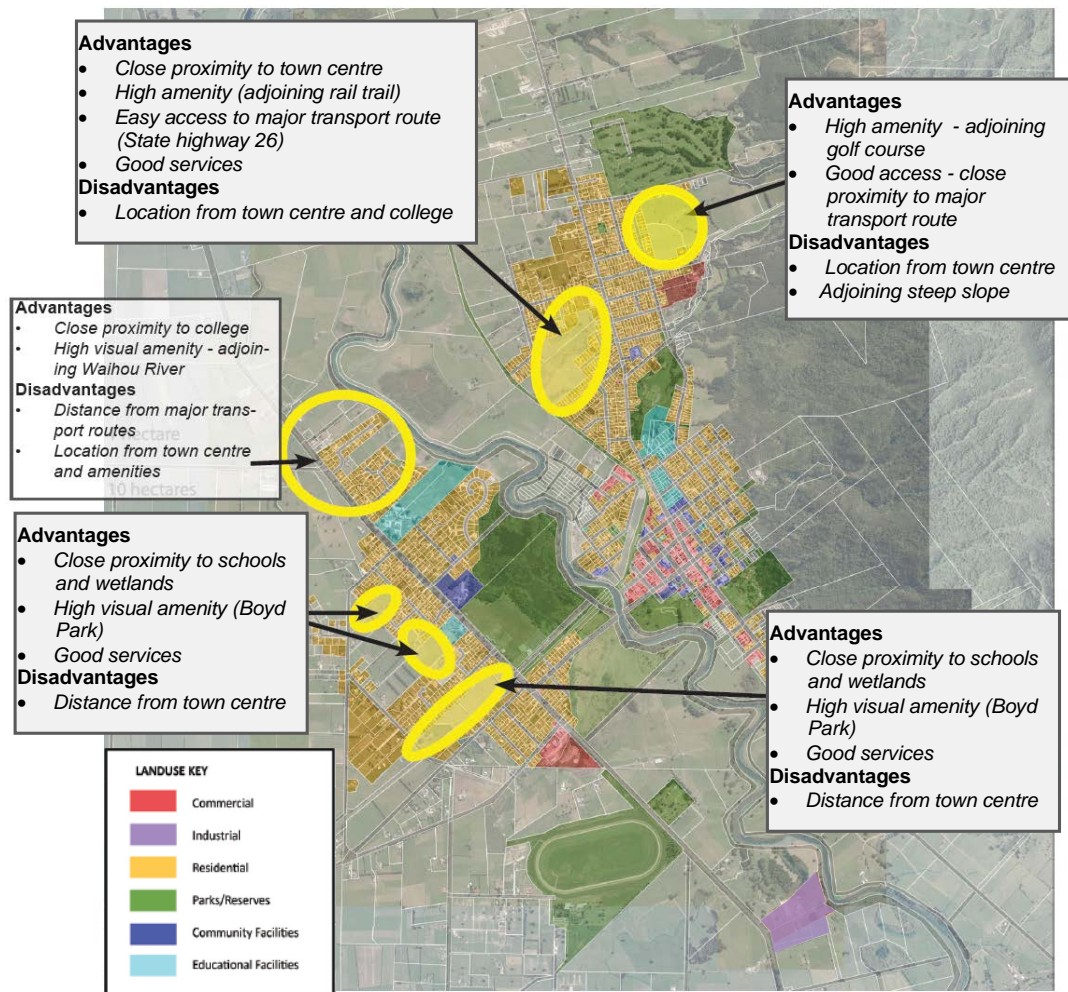 Advantages
• Close proximity to town centre
• High amenity (adjoining rail trail)
• Easy access to major transport route
(State highway 26)
• Good services
Disadvantages
• Location from town centre and college
Advantages
• High amenity - adjoining
golf course
• Good access - close
proximity to major
transport route
Disadvantages
• Location from town centre
• Adjoining steep slope
Advantages
• Close proximity to college
• High visual amenity - adjoin-
ing Waihou River
Disadvantages
• Distance from major trans-
port routes
• Location from town centre
and amenities
hectare
10 hectares
Advantages
• Close proximity to schools
and wetlands
• High visual amenity (Boyd
Park)
• Good services
Disadvantages
• Distance from town centre
Advantages
• Close proximity to schools
and wetlands
• High visual amenity (Boyd
Park)
• Good services
Disadvantages
• Distance from town centre
LANDUSE KEY
Commercial
Industrial
Residential
Parks/Reserves
Community Facilities
Educational Facilities